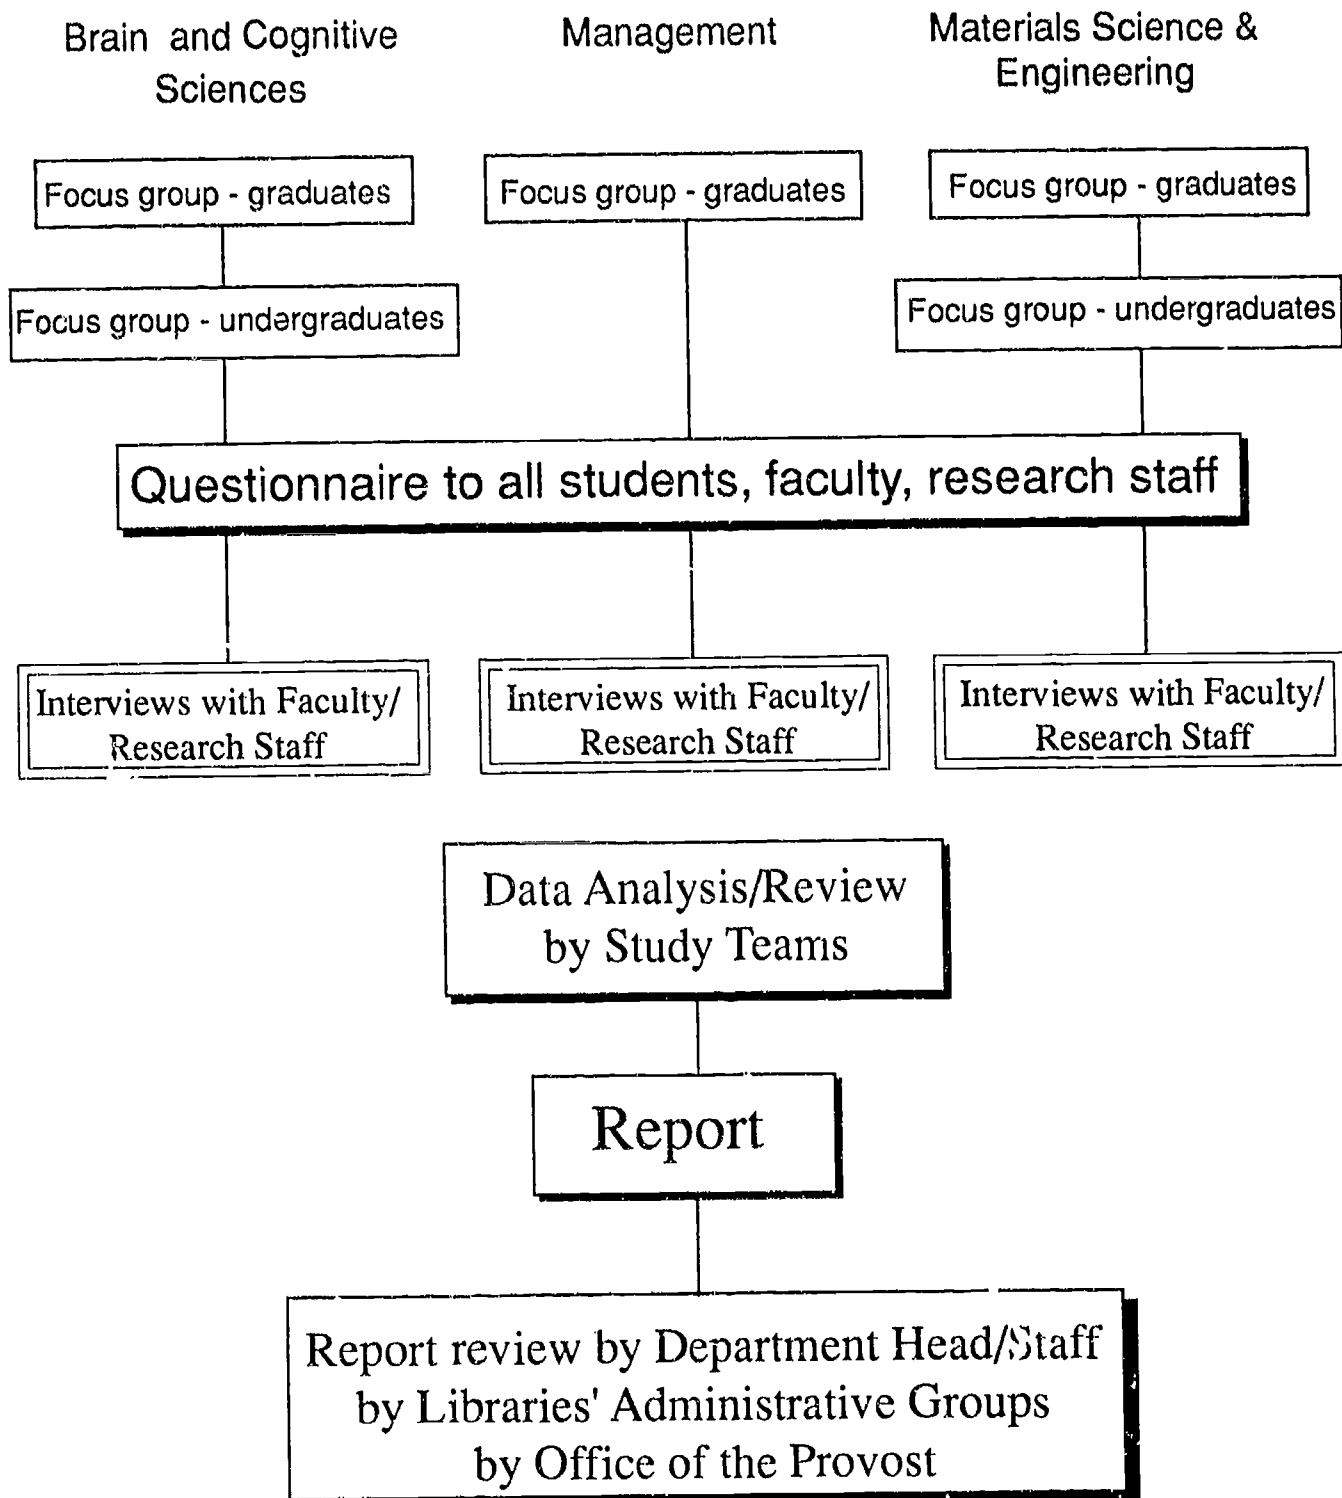 Brain and Cognitive
Sciences
Management
Materials Science &
Engineering
Focus group - graduates
Focus group - graduates
Focus group - graduates
Focus group - undergraduates
Focus group - undergraduates
Questionnaire to all students, faculty, research staff
Interviews with Faculty/
Research Staff
Interviews with Faculty/
Research Staff
Interviews with Faculty/
Research Staff
Data Analysis/Review
by Study Teams
Report
Report review by Department Head/Staff
by Libraries' Administrative Groups
by Office of the Provost